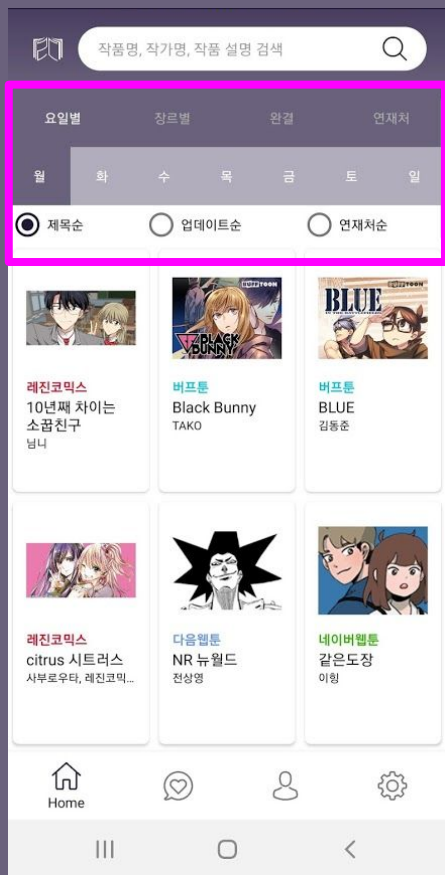 작품명, 작가명, 작품 설명 검색
요일별 장르별 완결 연재처
월 화 수 목 금 토 일
제목순 업데이트순 연재처순
BUFFTOON
BLACK BUNNY
BUFFTOON
BLUE
레진코믹스
10년째 차이는
소꿉친구
님니
버프툰
Black Bunny
TAKO
버프툰
BLUE
김동준
레진코믹스
citrus 시트러스
사부로우타, 레진코믹...
다음웹툰
NR 뉴월드
전상영
네이버웹툰
같은도장
이힝
Home